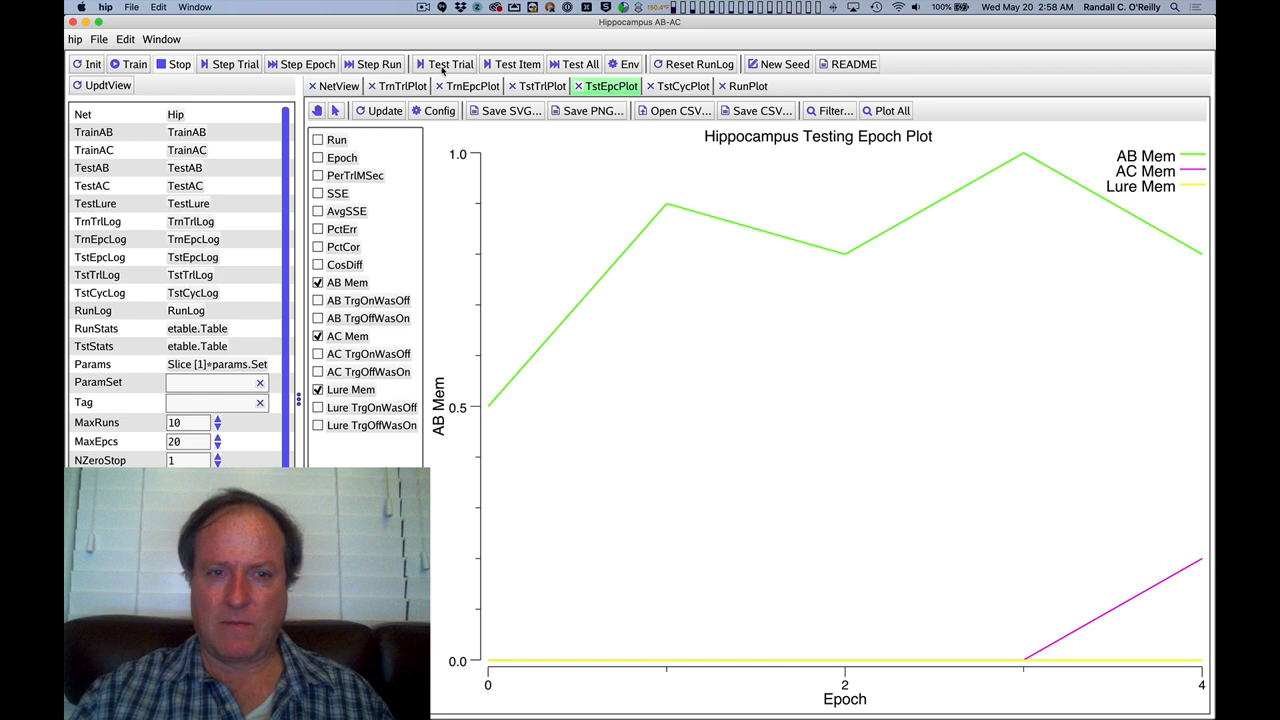 hip File Edit Window 150.4°F 100% Wed May 20 2:58 AM Randall C. O'Reilly
Hippocampus AB-AC
hip File Edit Window
Init Train Stop Step Trial Step Epoch Step Run Test Trial Test Item Test All Env Reset RunLog New Seed README
UpdtView
NetView TrnTrlPlot TrnEpcPlot TstTrlPlot TstEpcPlot TstCycPlot RunPlot
Update Config Save SVG... Save PNG... Open CSV... Save CSV... Filter... Plot All
Net Hip
TrainAB TrainAB
TrainAC TrainAC
TestAB TestAB
TestAC TestAC
TestLure TestLure
TrnTrlLog TrnTrlLog
TrnEpcLog TrnEpcLog
TstEpcLog TstEpcLog
TstTrlLog TstTrlLog
TstCycLog TstCycLog
RunLog RunLog
RunStats etable.Table
TstStats etable.Table
Params Slice [1]*params.Set
ParamSet
Tag
MaxRuns 10
MaxEpcs 20
NZeroStop 1
Run
Epoch
PerTrlMSec
SSE
AvgSSE
PctErr
PctCor
CosDiff
AB Mem
AB TrgOnWasOff
AB TrgOffWasOn
AC Mem
AC TrgOnWasOff
AC TrgOffWasOn
Lure Mem
Lure TrgOnWasOff
Lure TrgOffWasOn
Hippocampus Testing Epoch Plot
AB Mem
AC Mem
Lure Mem
1.0
0.5
0.0
AB Mem
0 2 4
Epoch